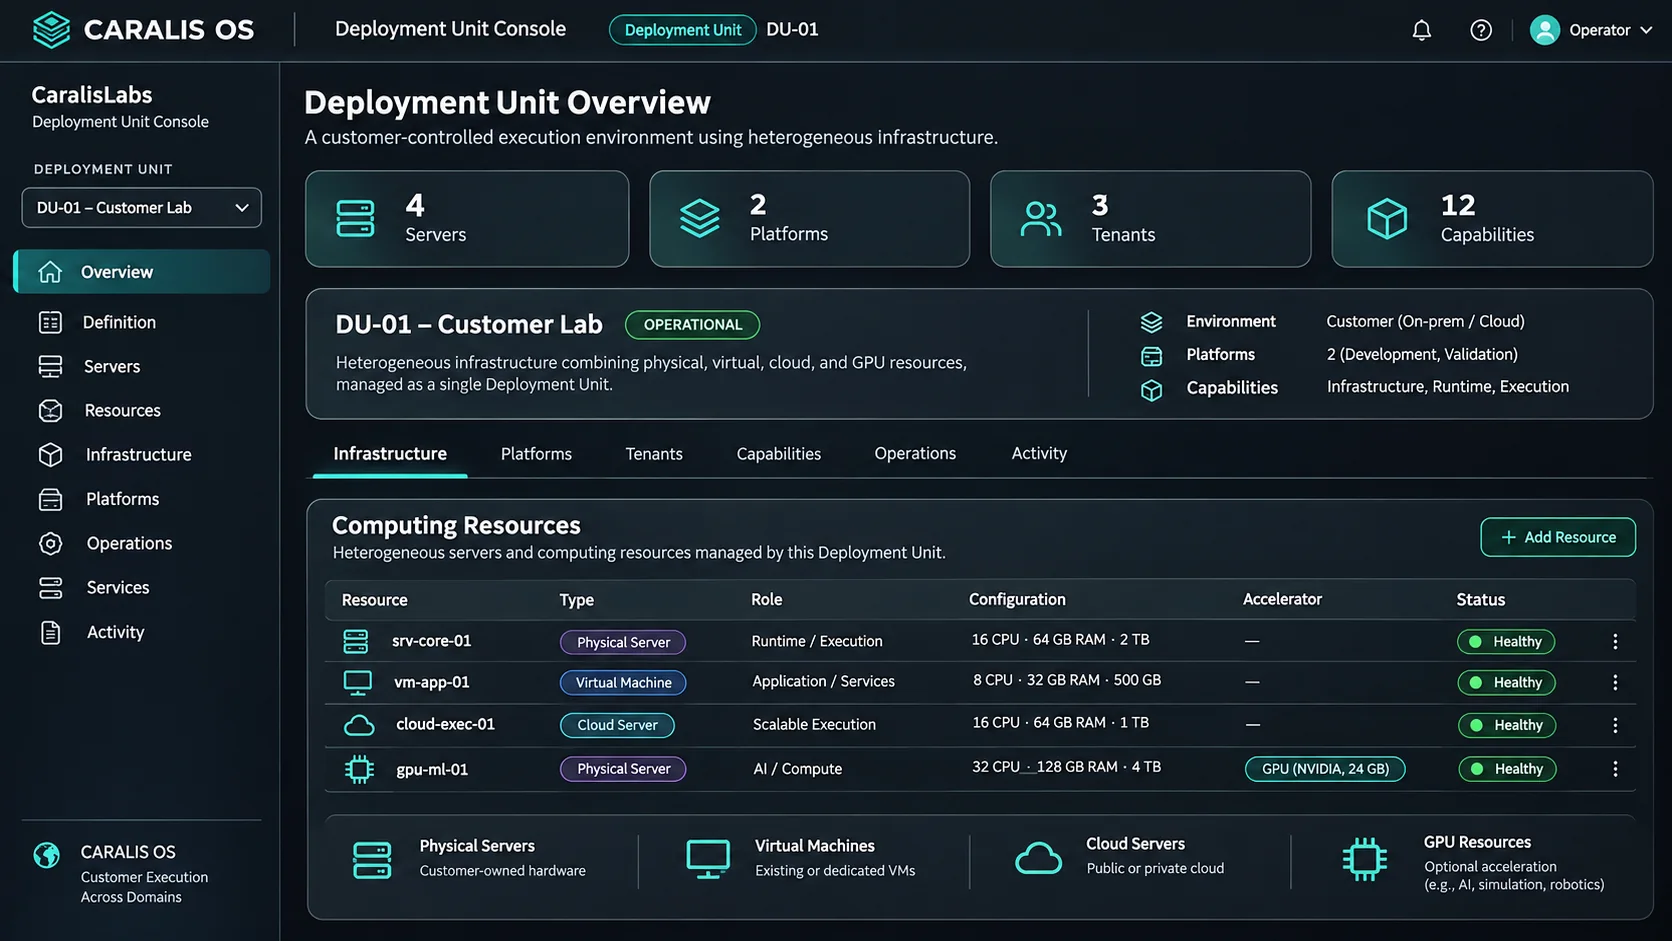 CARALIS OS
Deployment Unit Console
Deployment Unit
DU-01
Operator
CaralisLabs
Deployment Unit Console
DEPLOYMENT UNIT
DU-01 – Customer Lab
Overview
Definition
Servers
Resources
Infrastructure
Platforms
Operations
Services
Activity
CARALIS OS
Customer Execution
Across Domains
Deployment Unit Overview
A customer-controlled execution environment using heterogeneous infrastructure.
4
Servers
2
Platforms
3
Tenants
12
Capabilities
DU-01 – Customer Lab
OPERATIONAL
Heterogeneous infrastructure combining physical, virtual, cloud, and GPU resources,
managed as a single Deployment Unit.
Environment Customer (On-prem / Cloud)
Platforms 2 (Development, Validation)
Capabilities Infrastructure, Runtime, Execution
Infrastructure Platforms Tenants Capabilities Operations Activity
Computing Resources
Heterogeneous servers and computing resources managed by this Deployment Unit.
+ Add Resource
Resource Type Role Configuration Accelerator Status
srv-core-01 Physical Server Runtime / Execution 16 CPU · 64 GB RAM · 2 TB — Healthy
vm-app-01 Virtual Machine Application / Services 8 CPU · 32 GB RAM · 500 GB — Healthy
cloud-exec-01 Cloud Server Scalable Execution 16 CPU · 64 GB RAM · 1 TB — Healthy
gpu-ml-01 Physical Server AI / Compute 32 CPU · 128 GB RAM · 4 TB GPU (NVIDIA, 24 GB) Healthy
Physical Servers
Customer-owned hardware
Virtual Machines
Existing or dedicated VMs
Cloud Servers
Public or private cloud
GPU Resources
Optional acceleration
(e.g., AI, simulation, robotics)